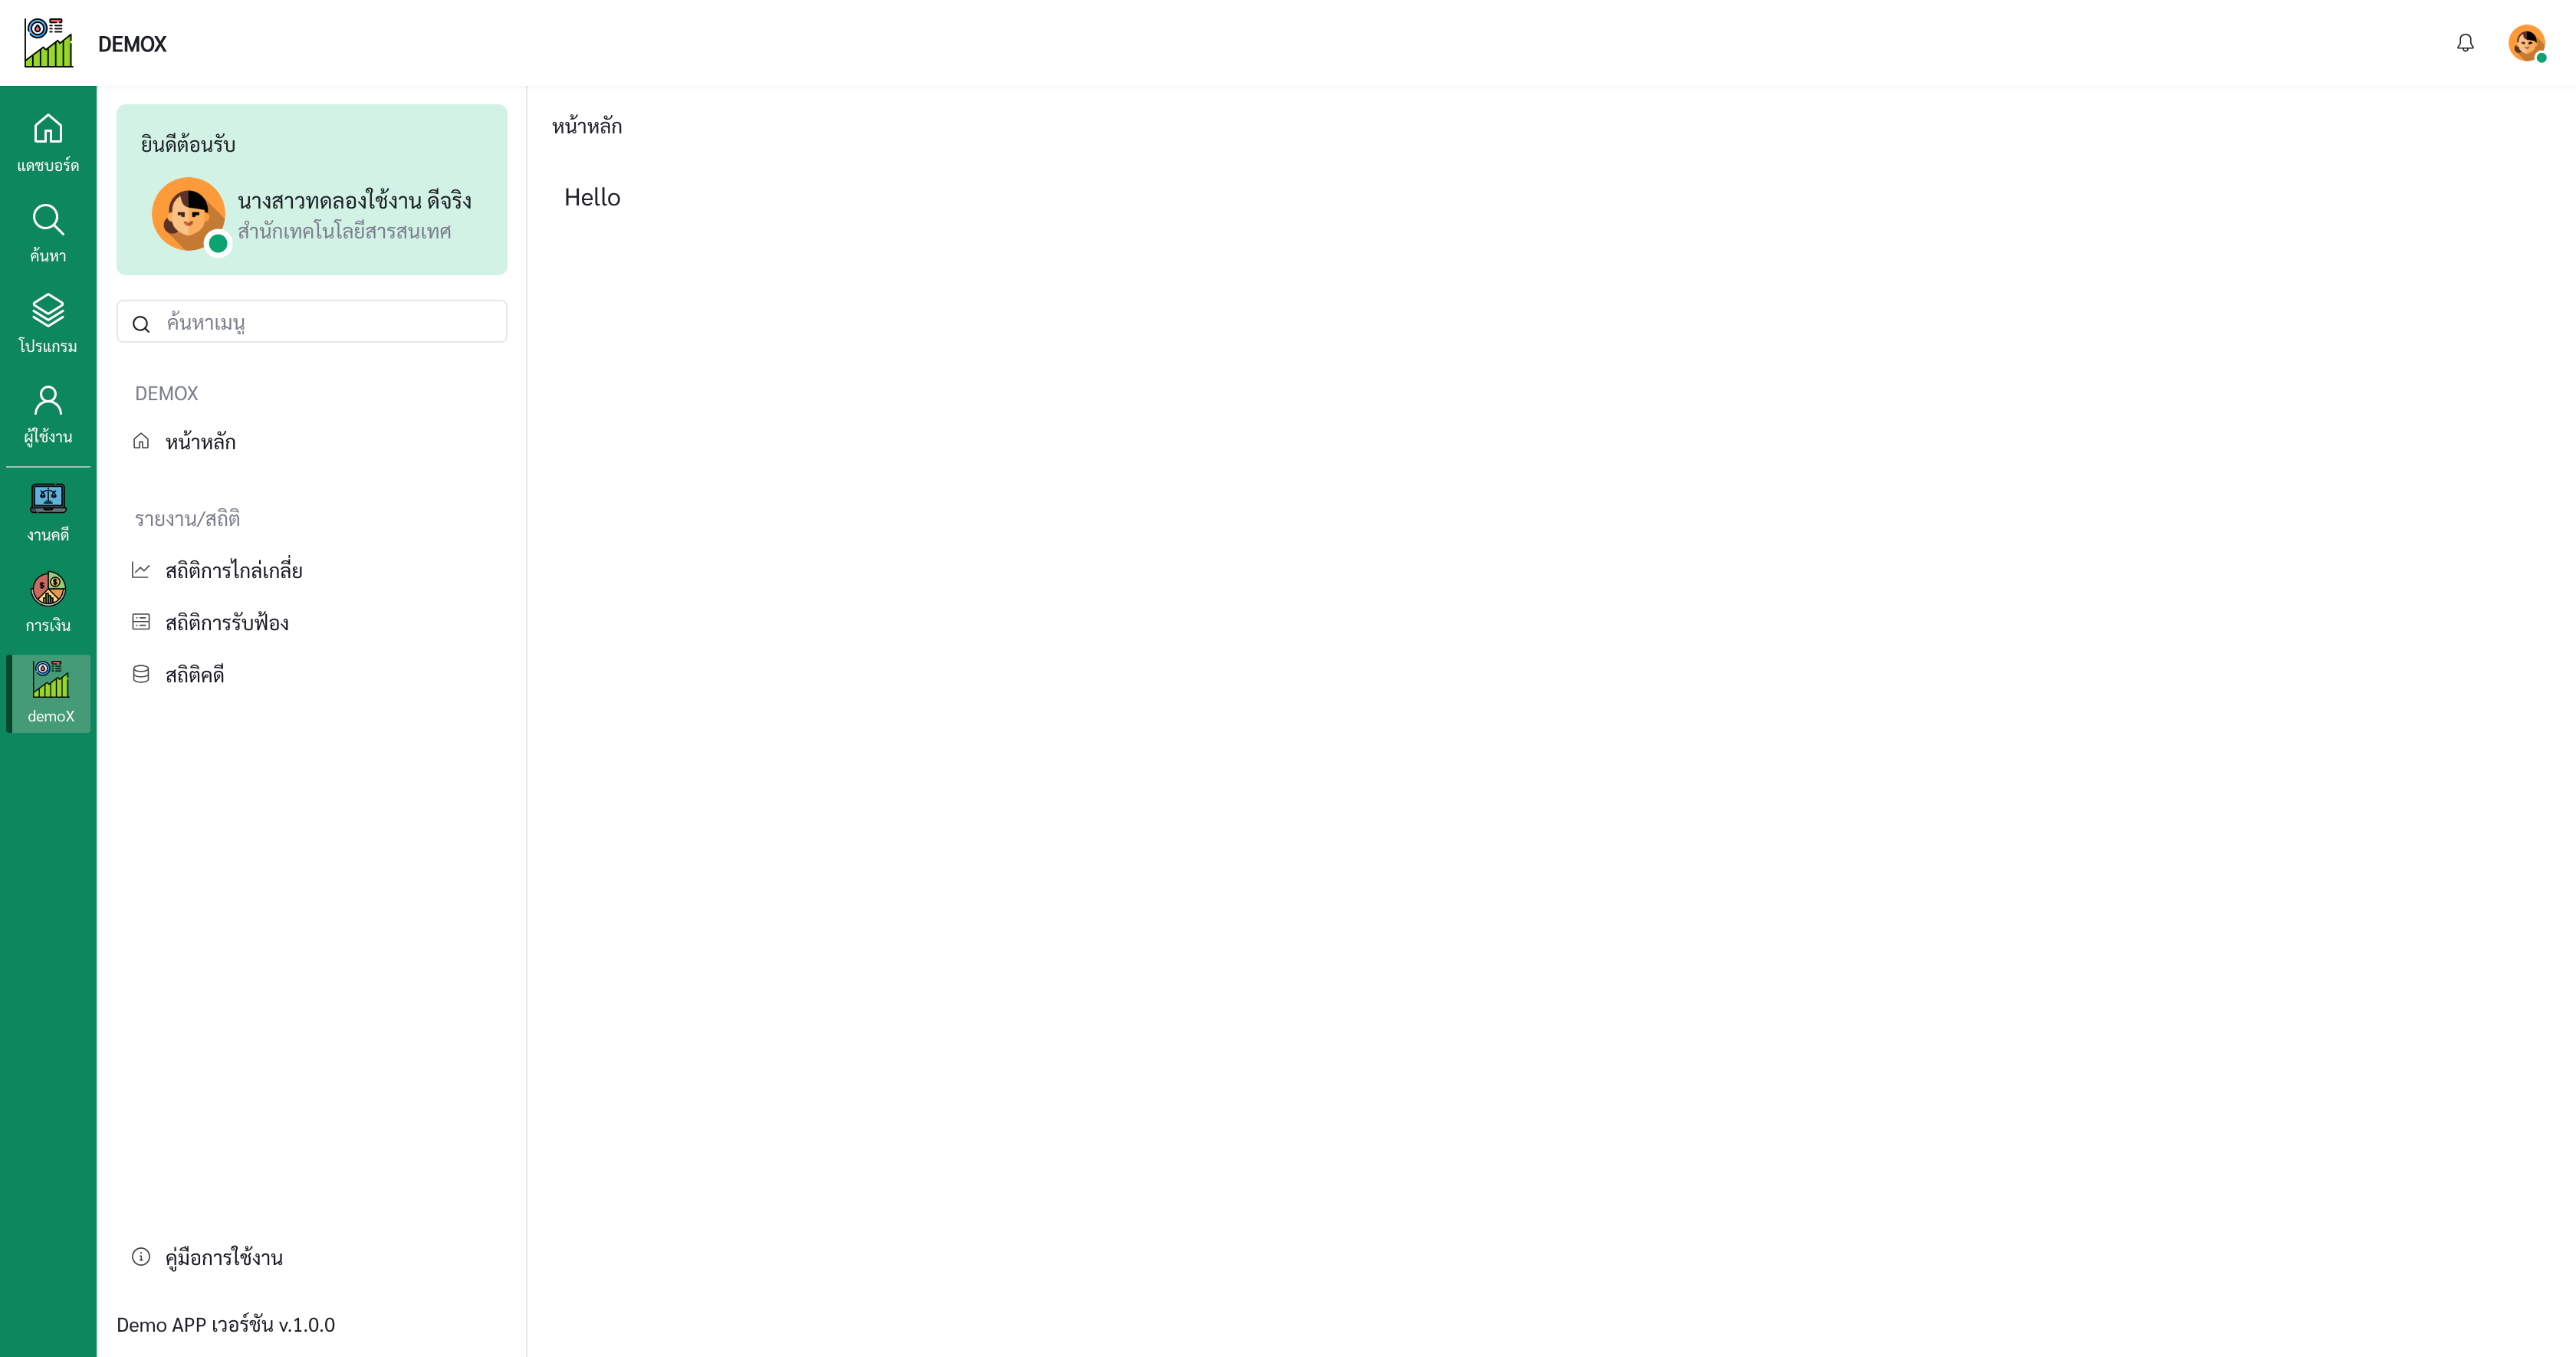 DEMOX
แดชบอร์ด
ค้นหา
โปรแกรม
ผู้ใช้งาน
งานคดี
การเงิน
demoX
ยินดีต้อนรับ
นางสาวทดลองใช้งาน ดีจริง
สำนักเทคโนโลยีสารสนเทศ
ค้นหาเมนู
DEMOX
หน้าหลัก
รายงาน/สถิติ
สถิติการไกล่เกลี่ย
สถิติการรับฟ้อง
สถิติคดี
คู่มือการใช้งาน
Demo APP เวอร์ชัน v.1.0.0
หน้าหลัก
Hello